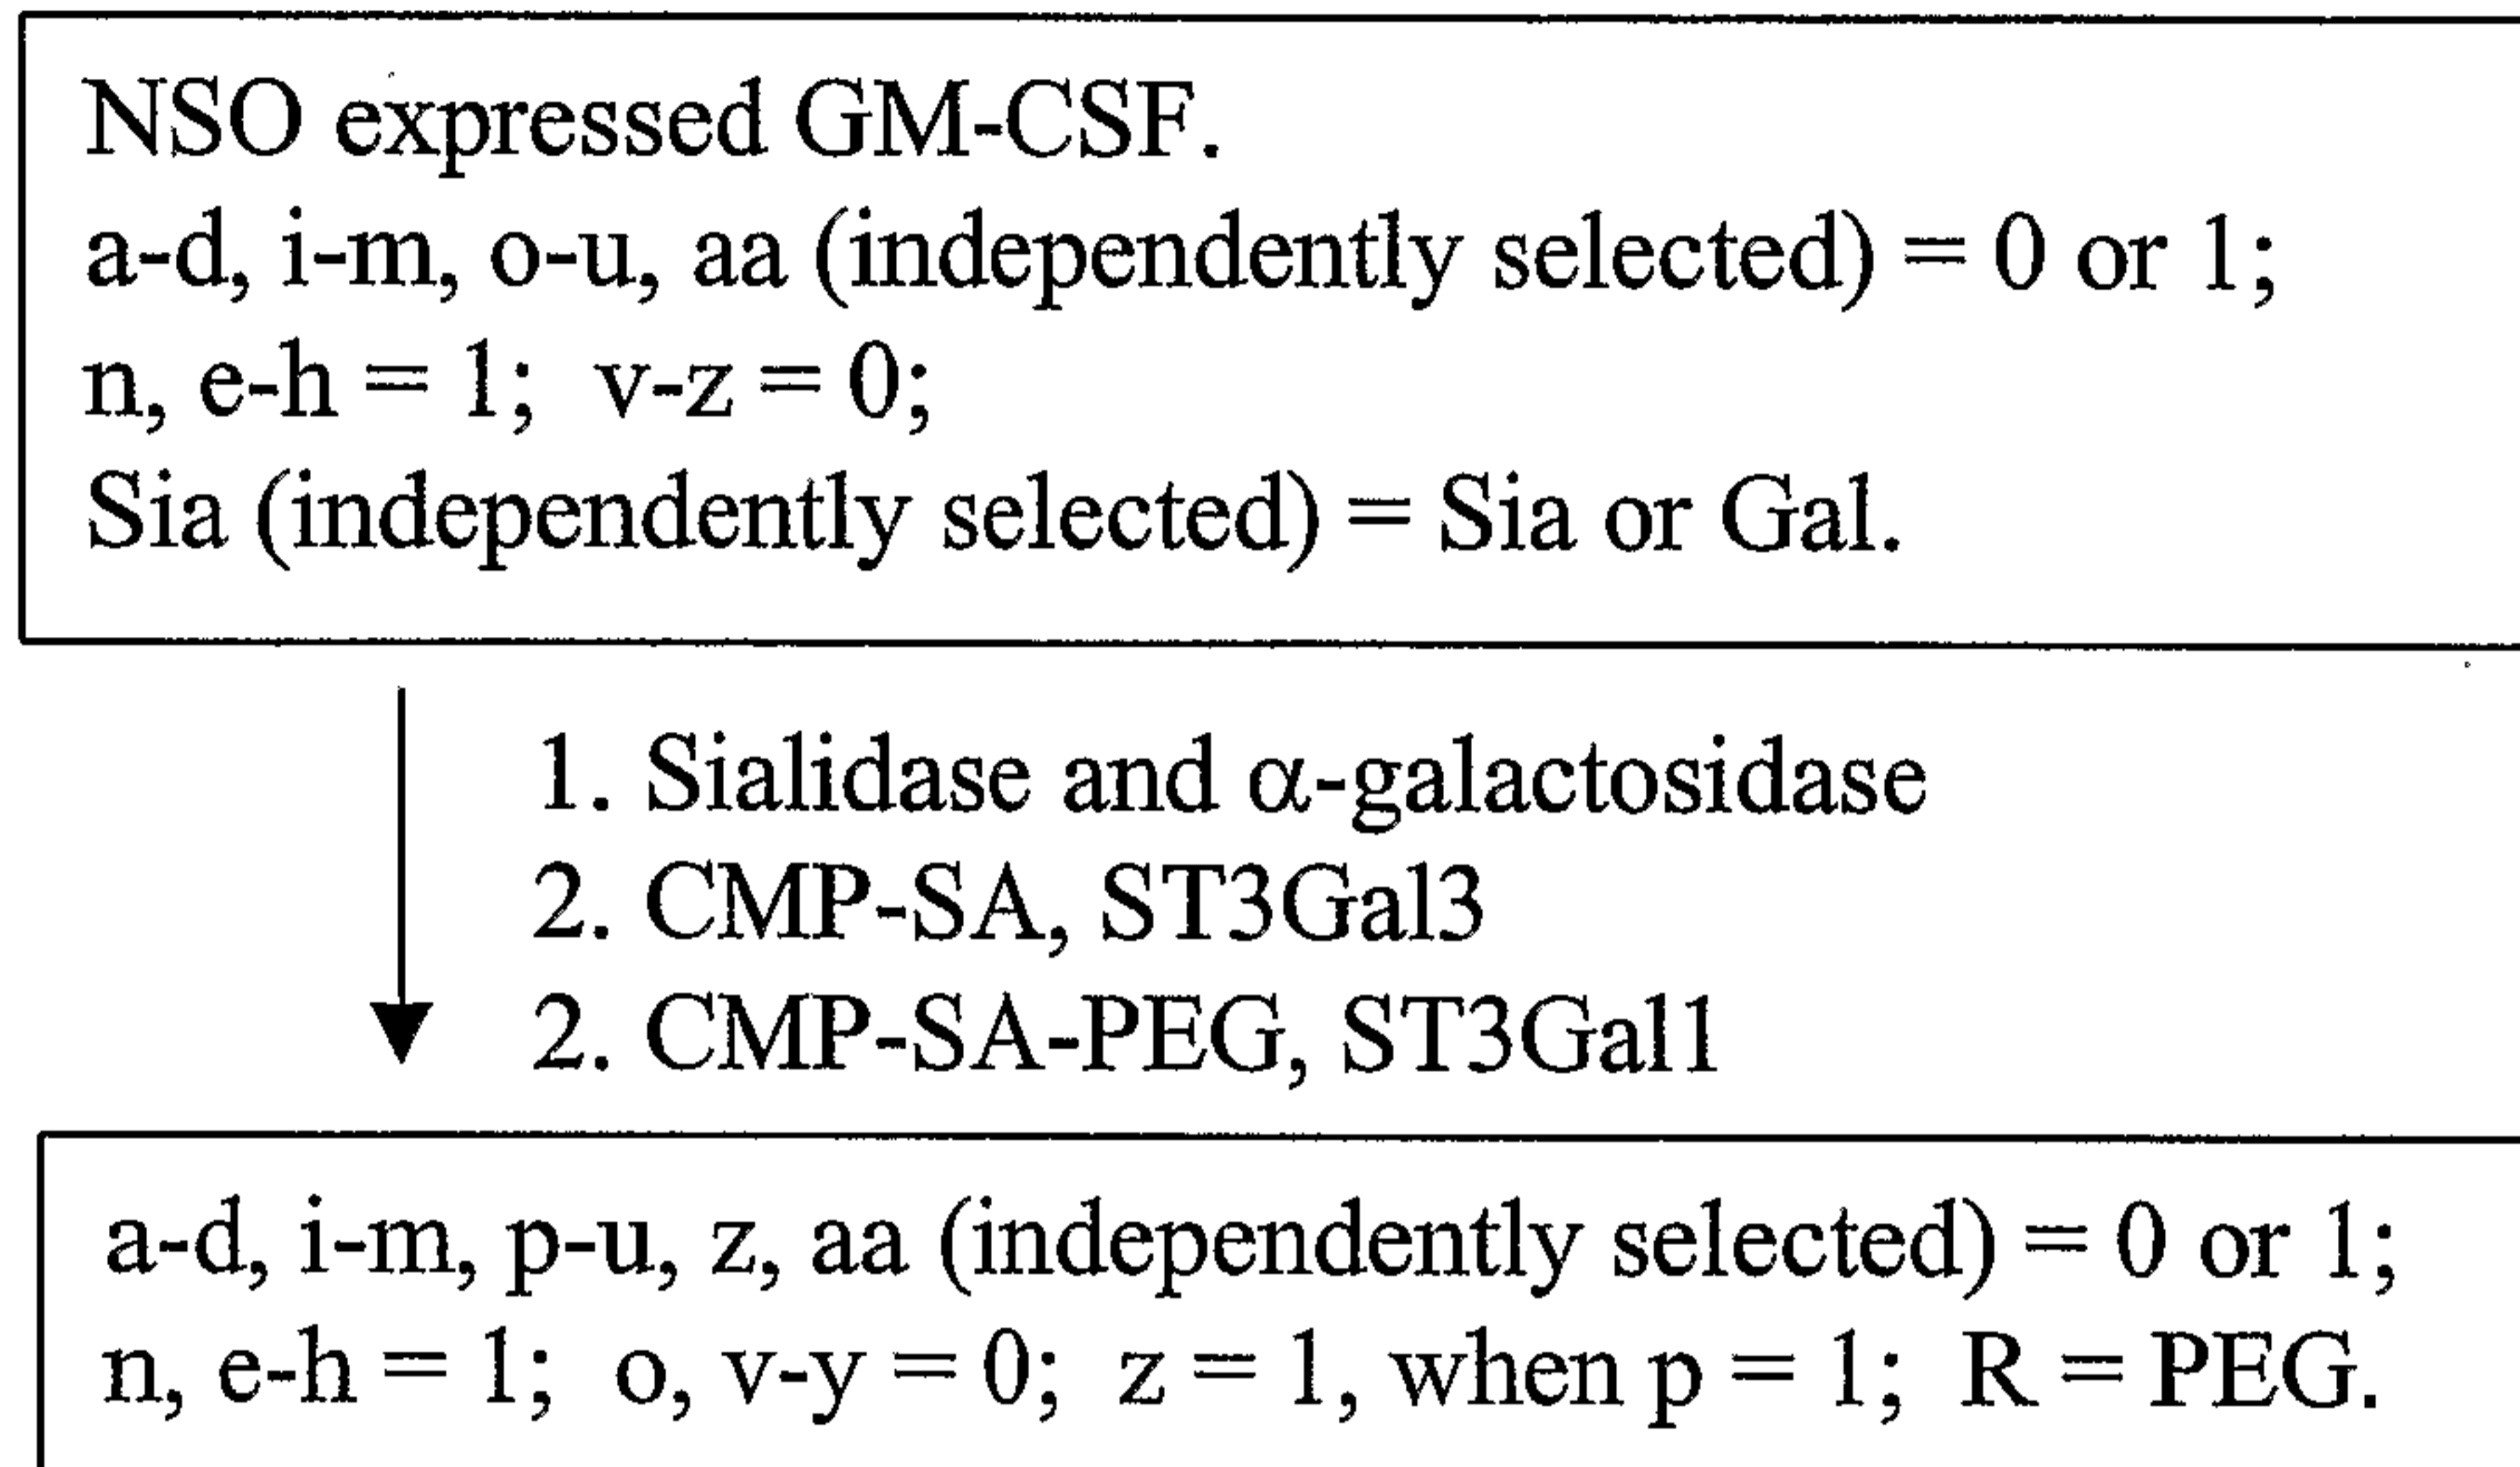 NSO expressed GM-CSF.
a-d, i-m, o-u, aa (independently selected) = 0 or 1;
n, e-h = 1; v-z = 0;
Sia (independently selected) = Sia or Gal.
1. Sialidase and α-galactosidase
2. CMP-SA, ST3Gal3
2. CMP-SA-PEG, ST3Gal1
a-d, i-m, p-u, z, aa (independently selected) = 0 or 1;
n, e-h = 1; o, v-y = 0; z = 1, when p = 1; R = PEG.